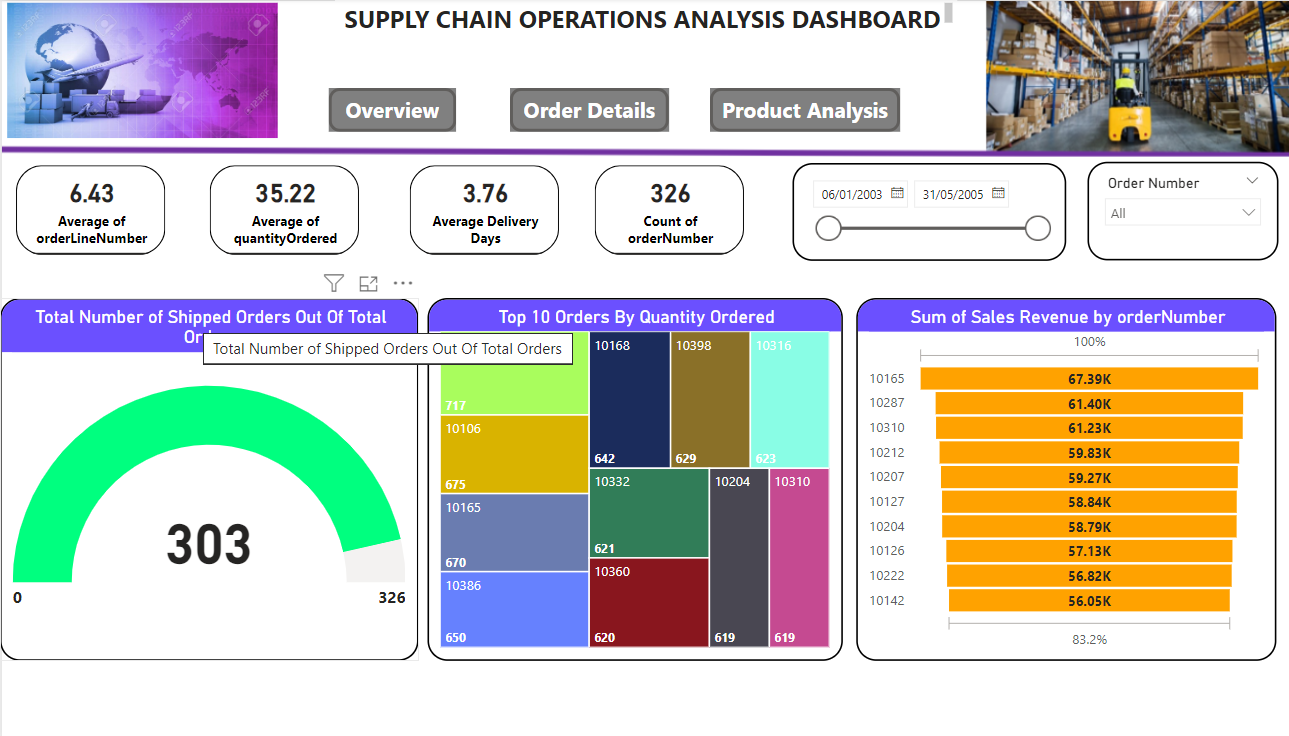 SUPPLY CHAIN OPERATIONS ANALYSIS DASHBOARD
Overview
Order Details
Product Analysis
6.43
Average of
orderLineNumber
35.22
Average of
quantityOrdered
3.76
Average Delivery
Days
326
Count of
orderNumber
06/01/2003
31/05/2005
Order Number
All
Total Number of Shipped Orders Out Of Total
Total Number of Shipped Orders Out Of Total Orders
303
0
326
Top 10 Orders By Quantity Ordered
717
10106
675
10165
670
10386
650
10168
642
10398
629
10316
623
10332
621
10360
620
10204
619
10310
619
Sum of Sales Revenue by orderNumber
100%
10165 67.39K
10287 61.40K
10310 61.23K
10212 59.83K
10207 59.27K
10127 58.84K
10204 58.79K
10126 57.13K
10222 56.82K
10142 56.05K
83.2%